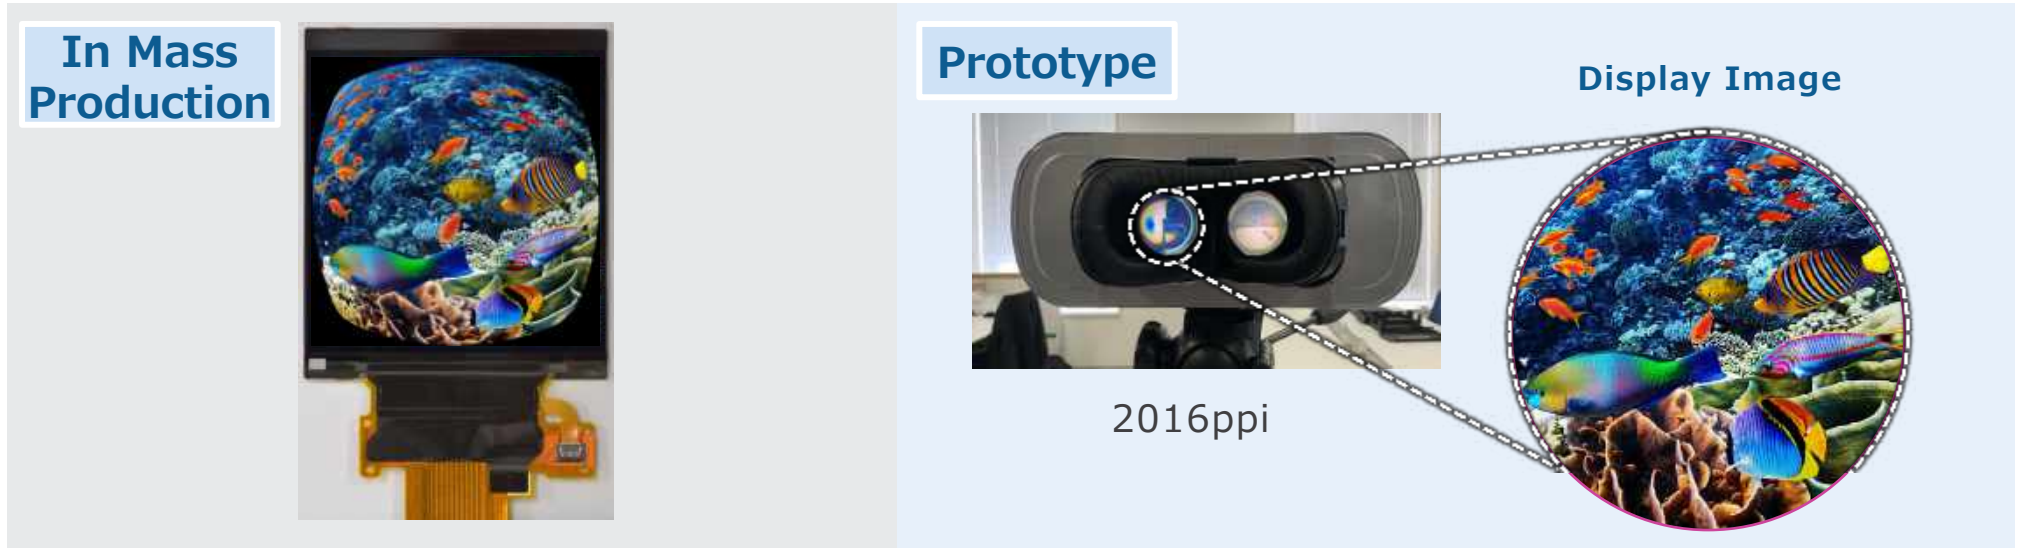 In Mass
Production
Prototype
Display Image
2016ppi